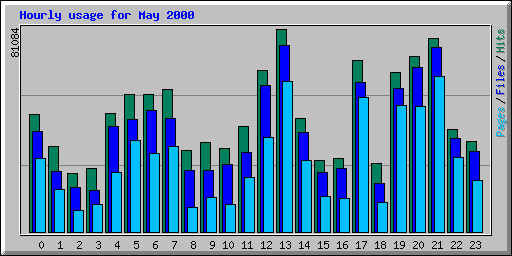 Hourly usage for May 2000
81084
Pages/Files/Hits
0 1 2 3 4 5 6 7 8 9 10 11 12 13 14 15 16 17 18 19 20 21 22 23